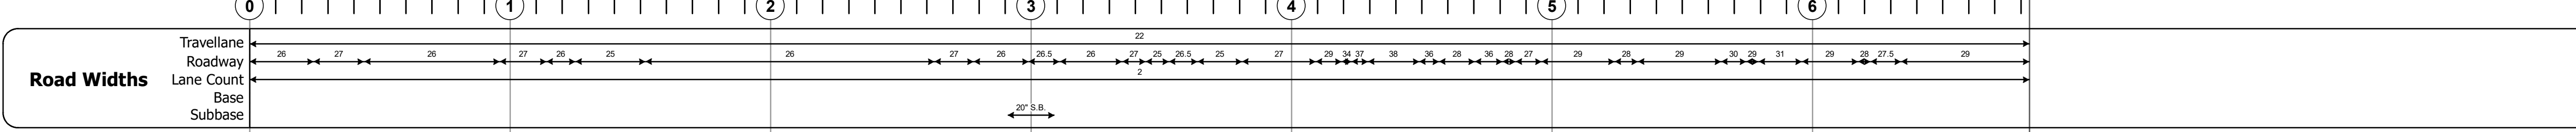 0 1 2 3 4 5 6
Travellane 22
Roadway 26 27 26 27 26 25 26 27 26 26.5 26 27 25 26.5 25 27 29 34 37 38 36 28 36 28 27 29 28 29 30 29 31 29 28 27.5 29
Road Widths
Lane Count 2
Base
Subbase 20" S.B.